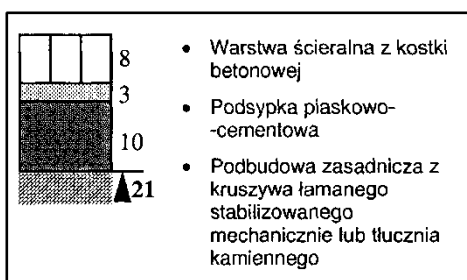 8
3
10
21
• Warstwa ścieralna z kostki
betonowej
• Podsypka piaskowo-
-cementowa
• Podbudowa zasadnicza z
kruszywa łamanego
stabilizowanego
mechanicznie lub tłucznia
kamiennego